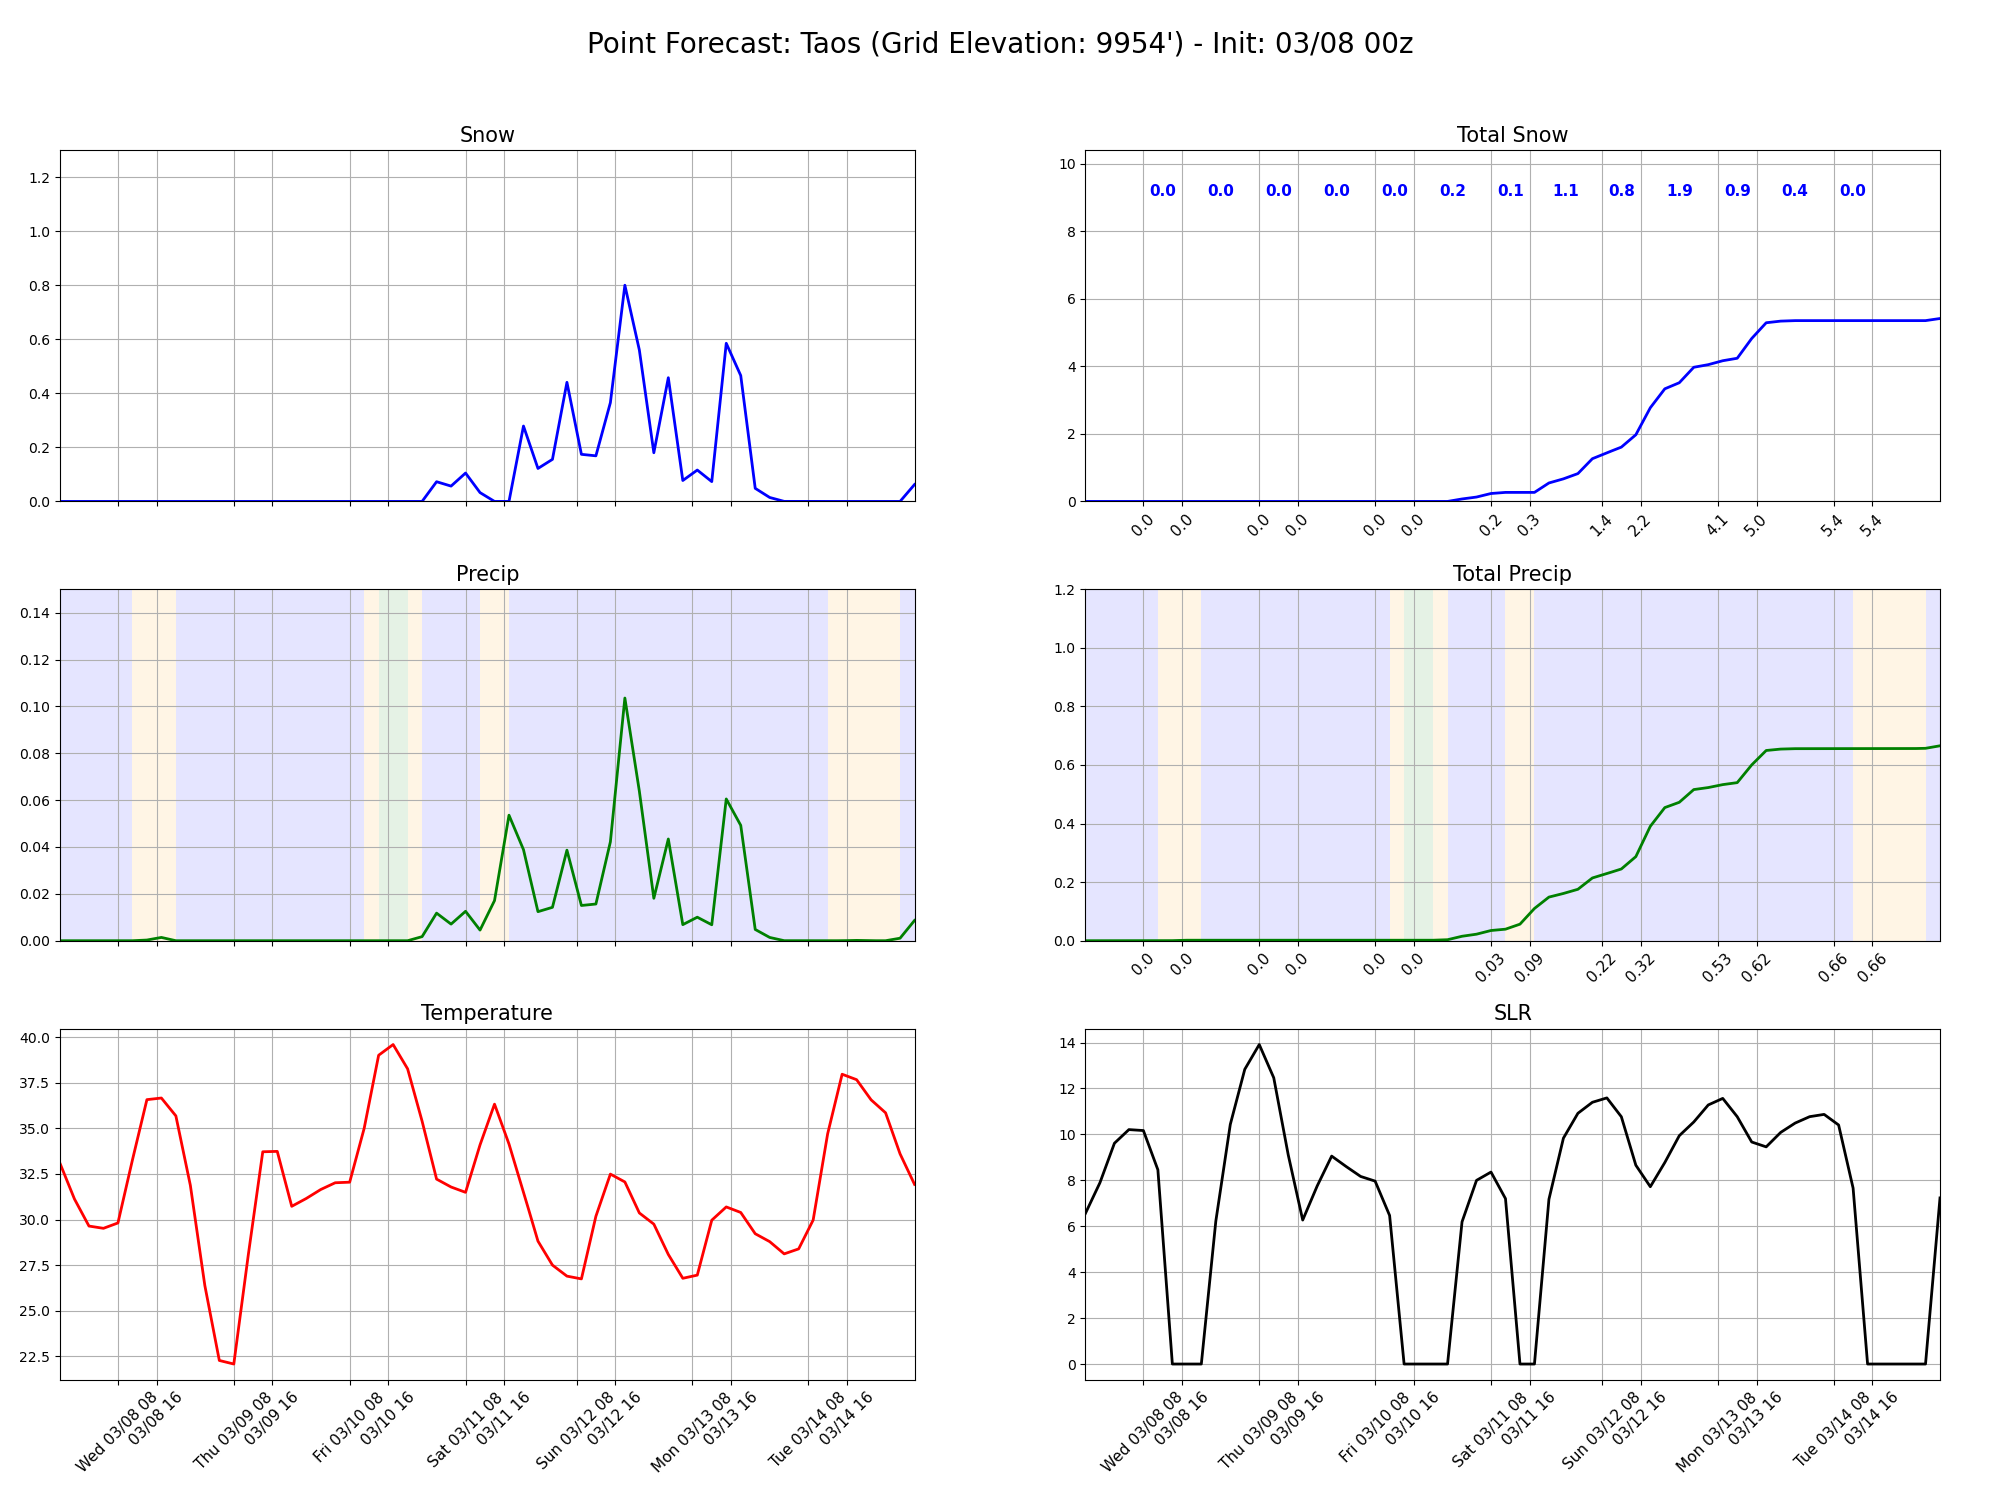 Point Forecast: Taos (Grid Elevation: 9954') - Init: 03/08 00z
Snow
1.2
1.0
0.8
0.6
0.4
0.2
0.0
Total Snow
10
8
6
4
2
0
0.0 0.0 0.0 0.0 0.0 0.2 0.1 1.1 0.8 1.9 0.9 0.4 0.0
0.0 0.0 0.0 0.0 0.0 0.0 0.2 0.3 1.4 2.2 4.1 5.0 5.4 5.4
Precip
0.14
0.12
0.10
0.08
0.06
0.04
0.02
0.00
Total Precip
1.2
1.0
0.8
0.6
0.4
0.2
0.0
0.0 0.0 0.0 0.0 0.0 0.0 0.03 0.09 0.22 0.32 0.53 0.62 0.66 0.66
Temperature
40.0
37.5
35.0
32.5
30.0
27.5
25.0
22.5
Wed 03/08 08
03/08 16
Thu 03/09 08
03/09 16
Fri 03/10 08
03/10 16
Sat 03/11 08
03/11 16
Sun 03/12 08
03/12 16
Mon 03/13 08
03/13 16
Tue 03/14 08
03/14 16
SLR
14
12
10
8
6
4
2
0
Wed 03/08 08
03/08 16
Thu 03/09 08
03/09 16
Fri 03/10 08
03/10 16
Sat 03/11 08
03/11 16
Sun 03/12 08
03/12 16
Mon 03/13 08
03/13 16
Tue 03/14 08
03/14 16